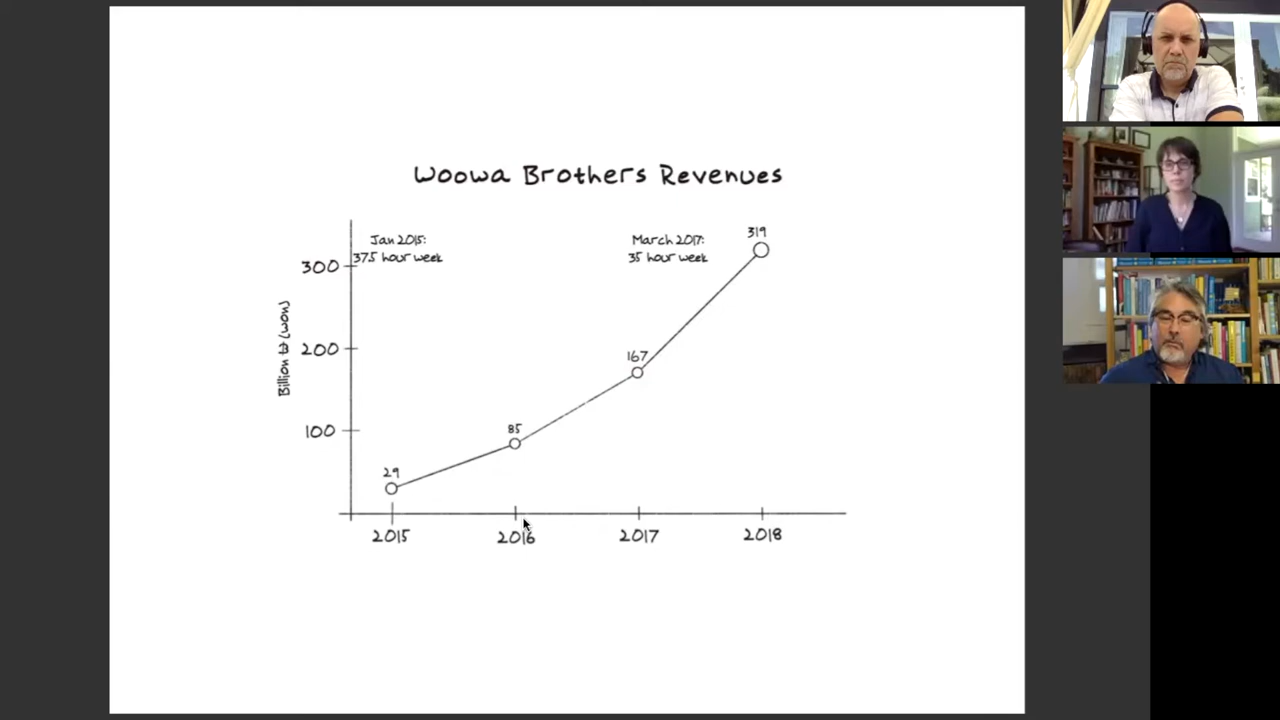 Woowa Brothers Revenues
Jan 2015:
37.5 hour week
March 2017:
35 hour week
319
300
200
167
100
85
29
Billion ₩ (won)
2015
2016
2017
2018